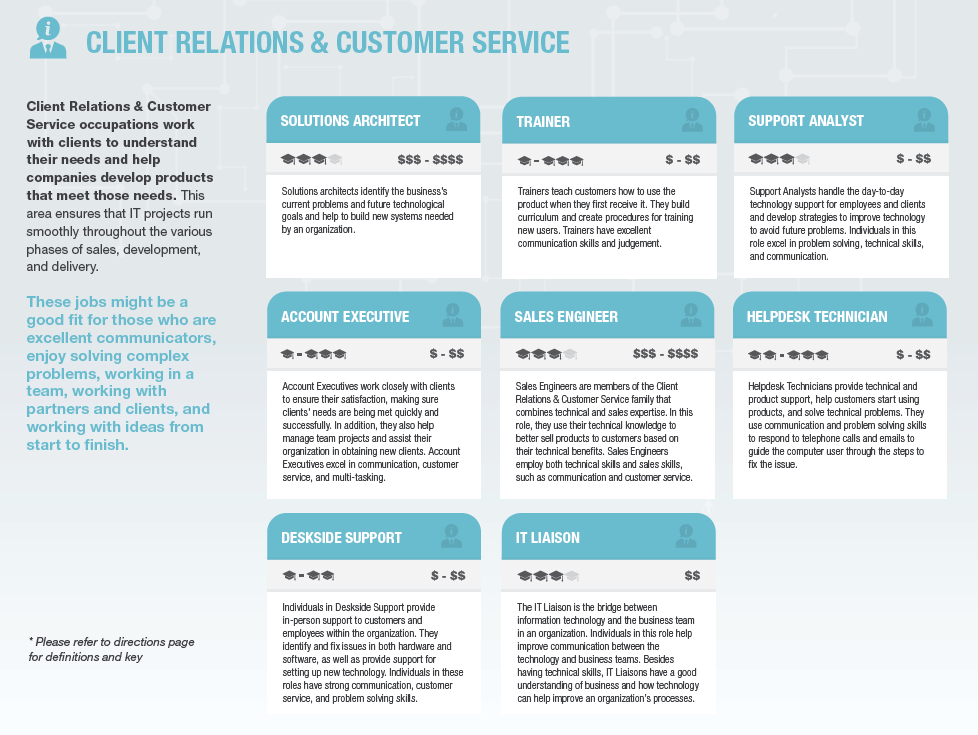 CLIENT RELATIONS & CUSTOMER SERVICE
Client Relations & Customer
Service occupations work
with clients to understand
their needs and help
companies develop products
that meet those needs. This
area ensures that IT projects run
smoothly throughout the various
phases of sales, development,
and delivery.
These jobs might be a
good fit for those who are
excellent communicators,
enjoy solving complex
problems, working in a
team, working with
partners and clients, and
working with ideas from
start to finish.
* Please refer to directions page
for definitions and key
SOLUTIONS ARCHITECT
$$$ - $$$$
Solutions architects identify the business's
current problems and future technological
goals and help to build new systems needed
by an organization.
TRAINER
-
$ - $$
Trainers teach customers how to use the
product when they first receive it. They build
curriculum and create procedures for training
new users. Trainers have excellent
communication skills and judgement.
SUPPORT ANALYST
$ - $$
Support Analysts handle the day-to-day
technology support for employees and clients
and develop strategies to improve technology
to avoid future problems. Individuals in this
role excel in problem solving, technical skills,
and communication.
ACCOUNT EXECUTIVE
-
$ - $$
Account Executives work closely with clients
to ensure their satisfaction, making sure
clients' needs are being met quickly and
successfully. In addition, they also help
manage team projects and assist their
organization in obtaining new clients. Account
Executives excel in communication, customer
service, and multi-tasking.
SALES ENGINEER
$$$ - $$$$
Sales Engineers are members of the Client
Relations & Customer Service family that
combines technical and sales expertise. In this
role, they use their technical knowledge to
better sell products to customers based on
their technical benefits. Sales Engineers
employ both technical skills and sales skills,
such as communication and customer service.
HELPDESK TECHNICIAN
-
$ - $$
Helpdesk Technicians provide technical and
product support, help customers start using
products, and solve technical problems. They
use communication and problem solving skills
to respond to telephone calls and emails to
guide the computer user through the steps to
fix the issue.
DESKSIDE SUPPORT
-
$ - $$
Individuals in Deskside Support provide
in-person support to customers and
employees within the organization. They
identify and fix issues in both hardware and
software, as well as provide support for
setting up new technology. Individuals in these
roles have strong communication, customer
service, and problem solving skills.
IT LIAISON
$$
The IT Liaison is the bridge between
information technology and the business team
in an organization. Individuals in this role help
improve communication between the
technology and business teams. Besides
having technical skills, IT Liaisons have a good
understanding of business and how technology
can help improve an organization's processes.